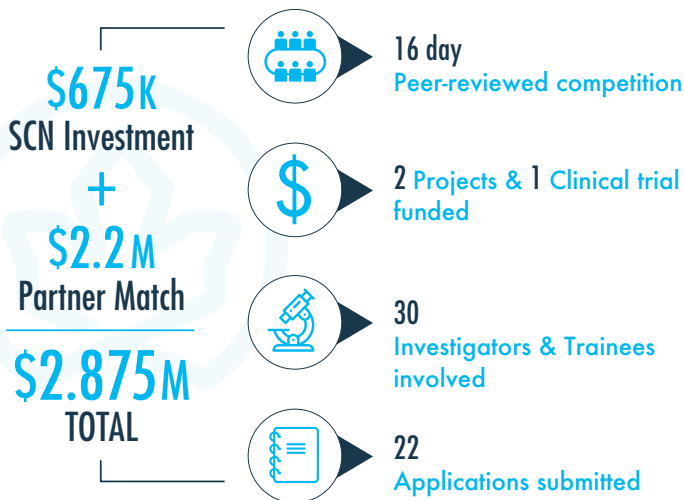 $675K
SCN Investment
+
$2.2M
Partner Match
$2.875M
TOTAL
16 day
Peer-reviewed competition
$
2 Projects & 1 Clinical trial
funded
30
Investigators & Trainees
involved
22
Applications submitted